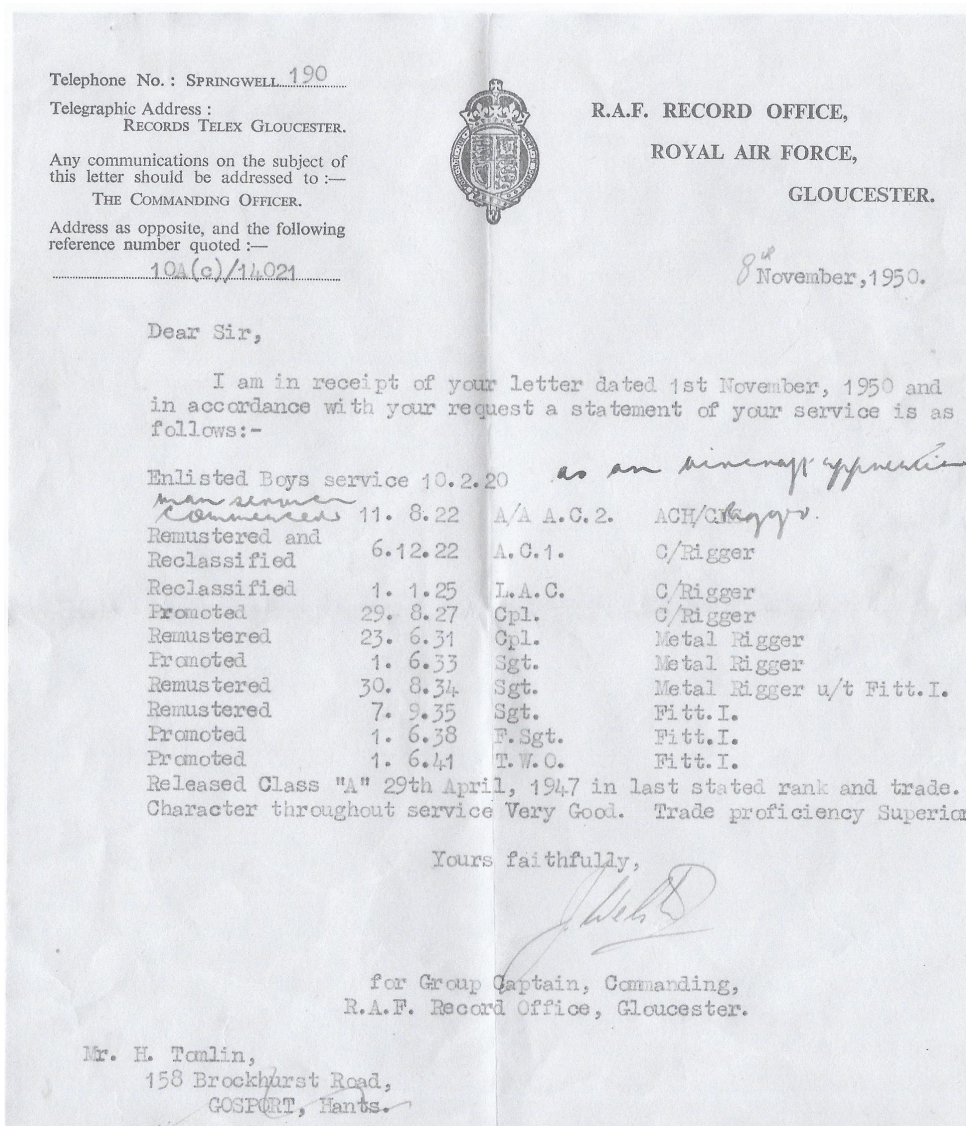 Telephone No. : SPRINGWELL 190
Telegraphic Address :
RECORDS TELEX GLOUCESTER.
Any communications on the subject of
this letter should be addressed to :—
THE COMMANDING OFFICER.
Address as opposite, and the following
reference number quoted :—
10A(c)/14021
R.A.F. RECORD OFFICE,
ROYAL AIR FORCE,
GLOUCESTER.
8th November, 1950.
Dear Sir,
I am in receipt of your letter dated 1st November, 1950 and
in accordance with your request a statement of your service is as
follows:-
Enlisted Boys service 10.2.20 as an aircraft apprentice
man service
commenced 11. 8.22 A/A A.C.2. ACH/C Rigger.
Remustered and
Reclassified 6.12.22 A.C.1. C/Rigger
Reclassified 1. 1.25 L.A.C. C/Rigger
Promoted 29. 8.27 Cpl. C/Rigger
Remustered 23. 6.31 Cpl. Metal Rigger
Promoted 1. 6.33 Sgt. Metal Rigger
Remustered 30. 8.34 Sgt. Metal Rigger u/t Fitt.I.
Remustered 7. 9.35 Sgt. Fitt.I.
Promoted 1. 6.38 F.Sgt. Fitt.I.
Promoted 1. 6.41 T.W.O. Fitt.I.
Released Class "A" 29th April, 1947 in last stated rank and trade.
Character throughout service Very Good. Trade proficiency Superior
Yours faithfully,
for Group Captain, Commanding,
R.A.F. Record Office, Gloucester.
Mr. H. Tomlin,
158 Brockhurst Road,
GOSPORT, Hants.